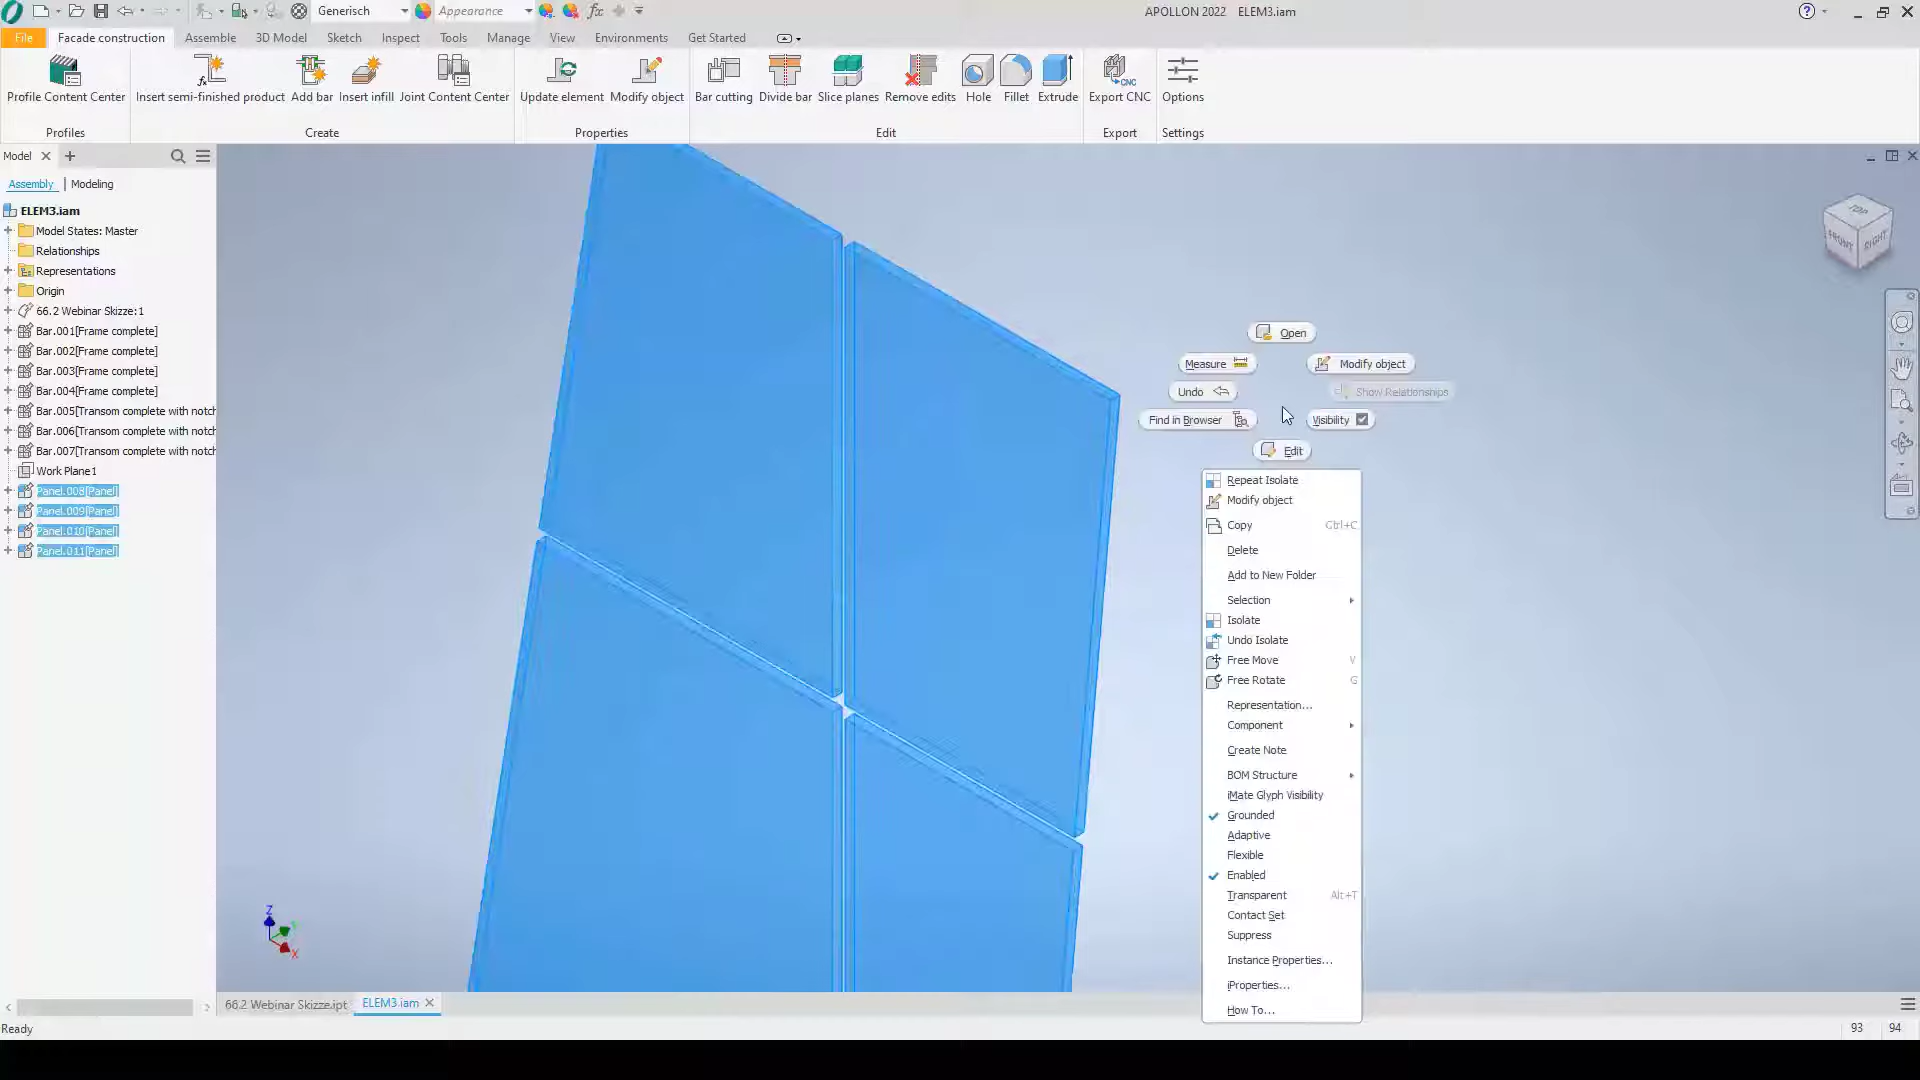 Generisch
Appearance
fx
APOLLON 2022 ELEM3.iam
File Facade construction Assemble 3D Model Sketch Inspect Tools Manage View Environments Get Started
Profile Content Center Insert semi-finished product Add bar Insert infill Joint Content Center Update element Modify object Bar cutting Divide bar Slice planes Remove edits Hole Fillet Extrude Export CNC Options
Profiles Create Properties Edit Export Settings
Model
Assembly Modeling
ELEM3.iam
Model States: Master
Relationships
Representations
Origin
66.2 Webinar Skizze:1
Bar.001[Frame complete]
Bar.002[Frame complete]
Bar.003[Frame complete]
Bar.004[Frame complete]
Bar.005[Transom complete with notch
Bar.006[Transom complete with notch
Bar.007[Transom complete with notch
Work Plane1
Panel.008[Panel]
Panel.009[Panel]
Panel.010[Panel]
Panel.011[Panel]
TOP
FRONT RIGHT
Open
Measure Modify object
Undo Show Relationships
Find in Browser Visibility
Edit
Repeat Isolate
Modify object
Copy Ctrl+C
Delete
Add to New Folder
Selection
Isolate
Undo Isolate
Free Move V
Free Rotate G
Representation...
Component
Create Note
BOM Structure
iMate Glyph Visibility
Grounded
Adaptive
Flexible
Enabled
Transparent Alt+T
Contact Set
Suppress
Instance Properties...
iProperties...
How To...
Z
X
66.2 Webinar Skizze.ipt ELEM3.iam
Ready 93 94